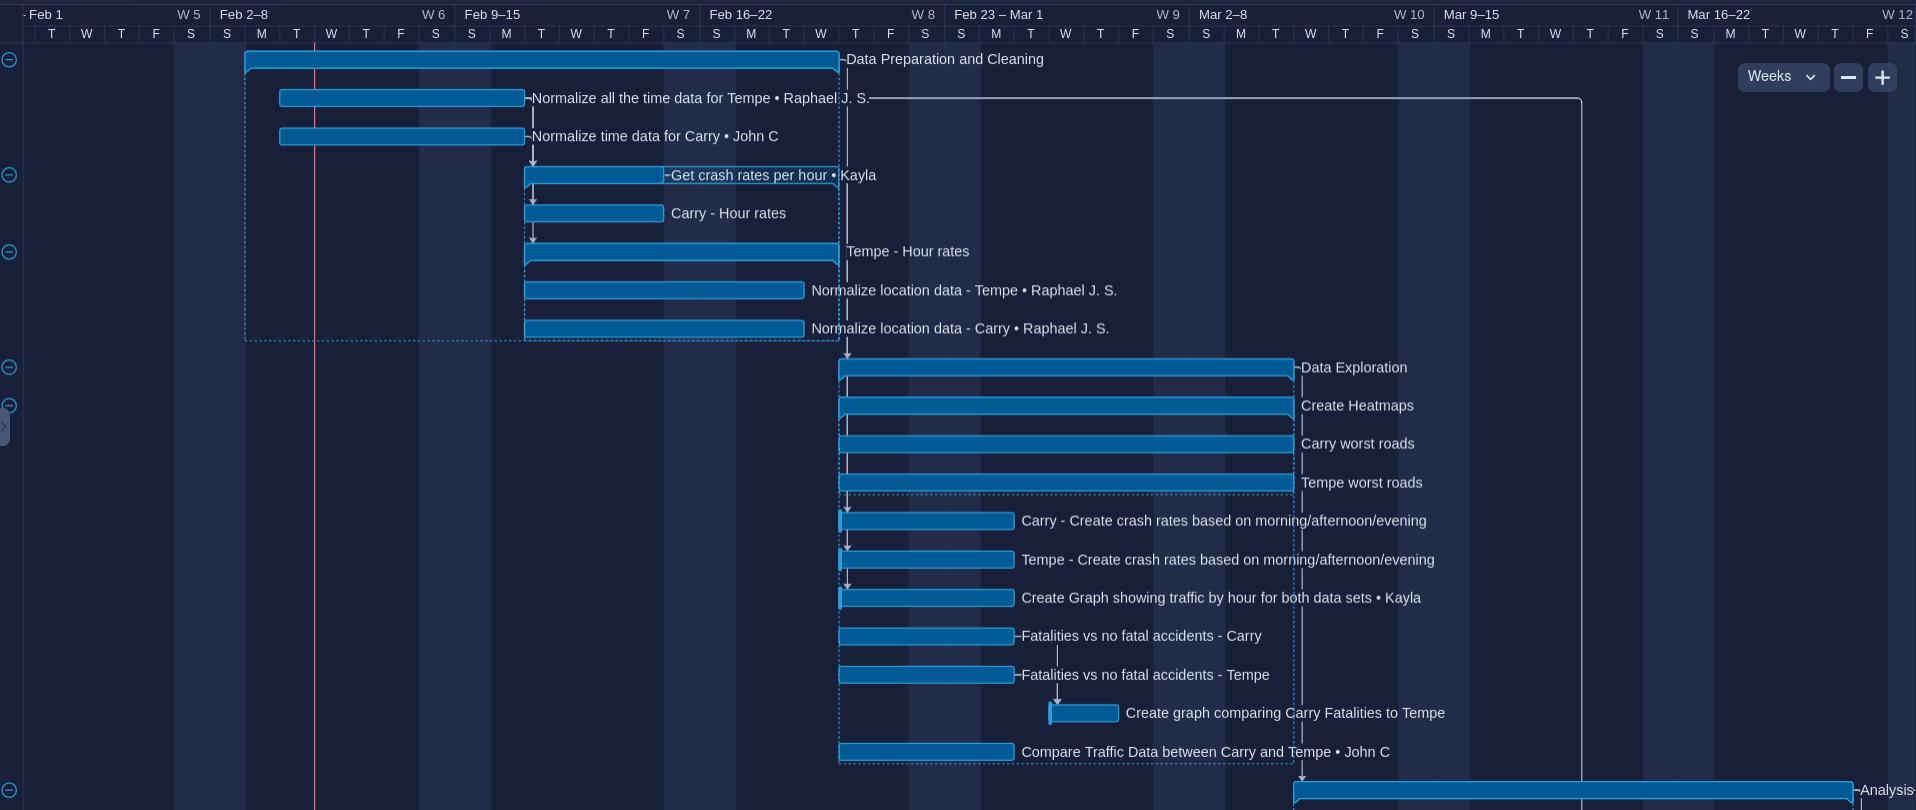 - Feb 1 W 5 Feb 2–8 W 6 Feb 9–15 W 7 Feb 16–22 W 8 Feb 23 – Mar 1 W 9 Mar 2–8 W 10 Mar 9–15 W 11 Mar 16–22 W 12
T W T F S S M T W T F S S M T W T F S S M T W T F S S M T W T F S S M T W T F S S M T W T F S S M T W T F S
Data Preparation and Cleaning
Weeks
Normalize all the time data for Tempe • Raphael J. S.
Normalize time data for Carry • John C
Get crash rates per hour • Kayla
Carry - Hour rates
Tempe - Hour rates
Normalize location data - Tempe • Raphael J. S.
Normalize location data - Carry • Raphael J. S.
Data Exploration
Create Heatmaps
Carry worst roads
Tempe worst roads
Carry - Create crash rates based on morning/afternoon/evening
Tempe - Create crash rates based on morning/afternoon/evening
Create Graph showing traffic by hour for both data sets • Kayla
Fatalities vs no fatal accidents - Carry
Fatalities vs no fatal accidents - Tempe
Create graph comparing Carry Fatalities to Tempe
Compare Traffic Data between Carry and Tempe • John C
Analysis